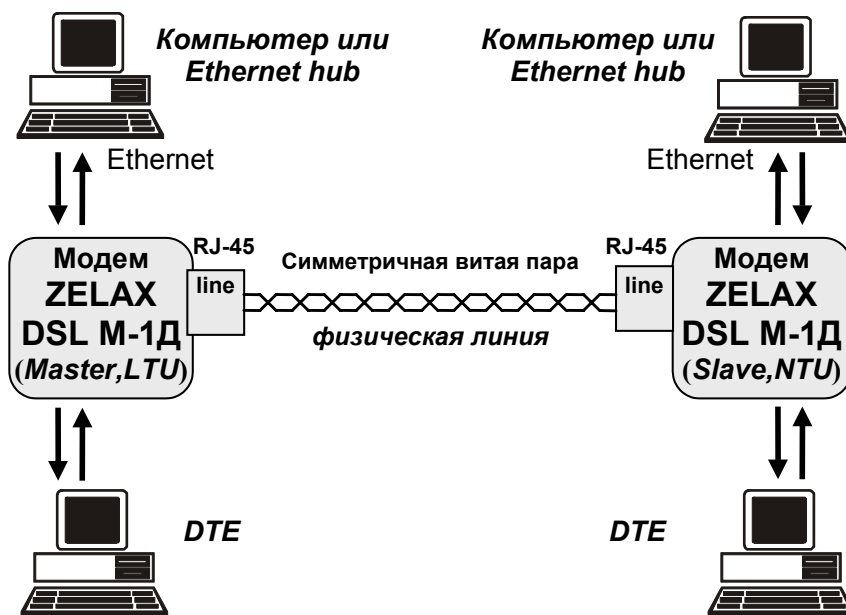 Компьютер или
Ethernet hub
Компьютер или
Ethernet hub
Ethernet
Ethernet
RJ-45
RJ-45
Модем
ZELAX
DSL М-1Д
(Master,LTU)
line
Симметричная витая пара
физическая линия
line
Модем
ZELAX
DSL М-1Д
(Slave,NTU)
DTE
DTE